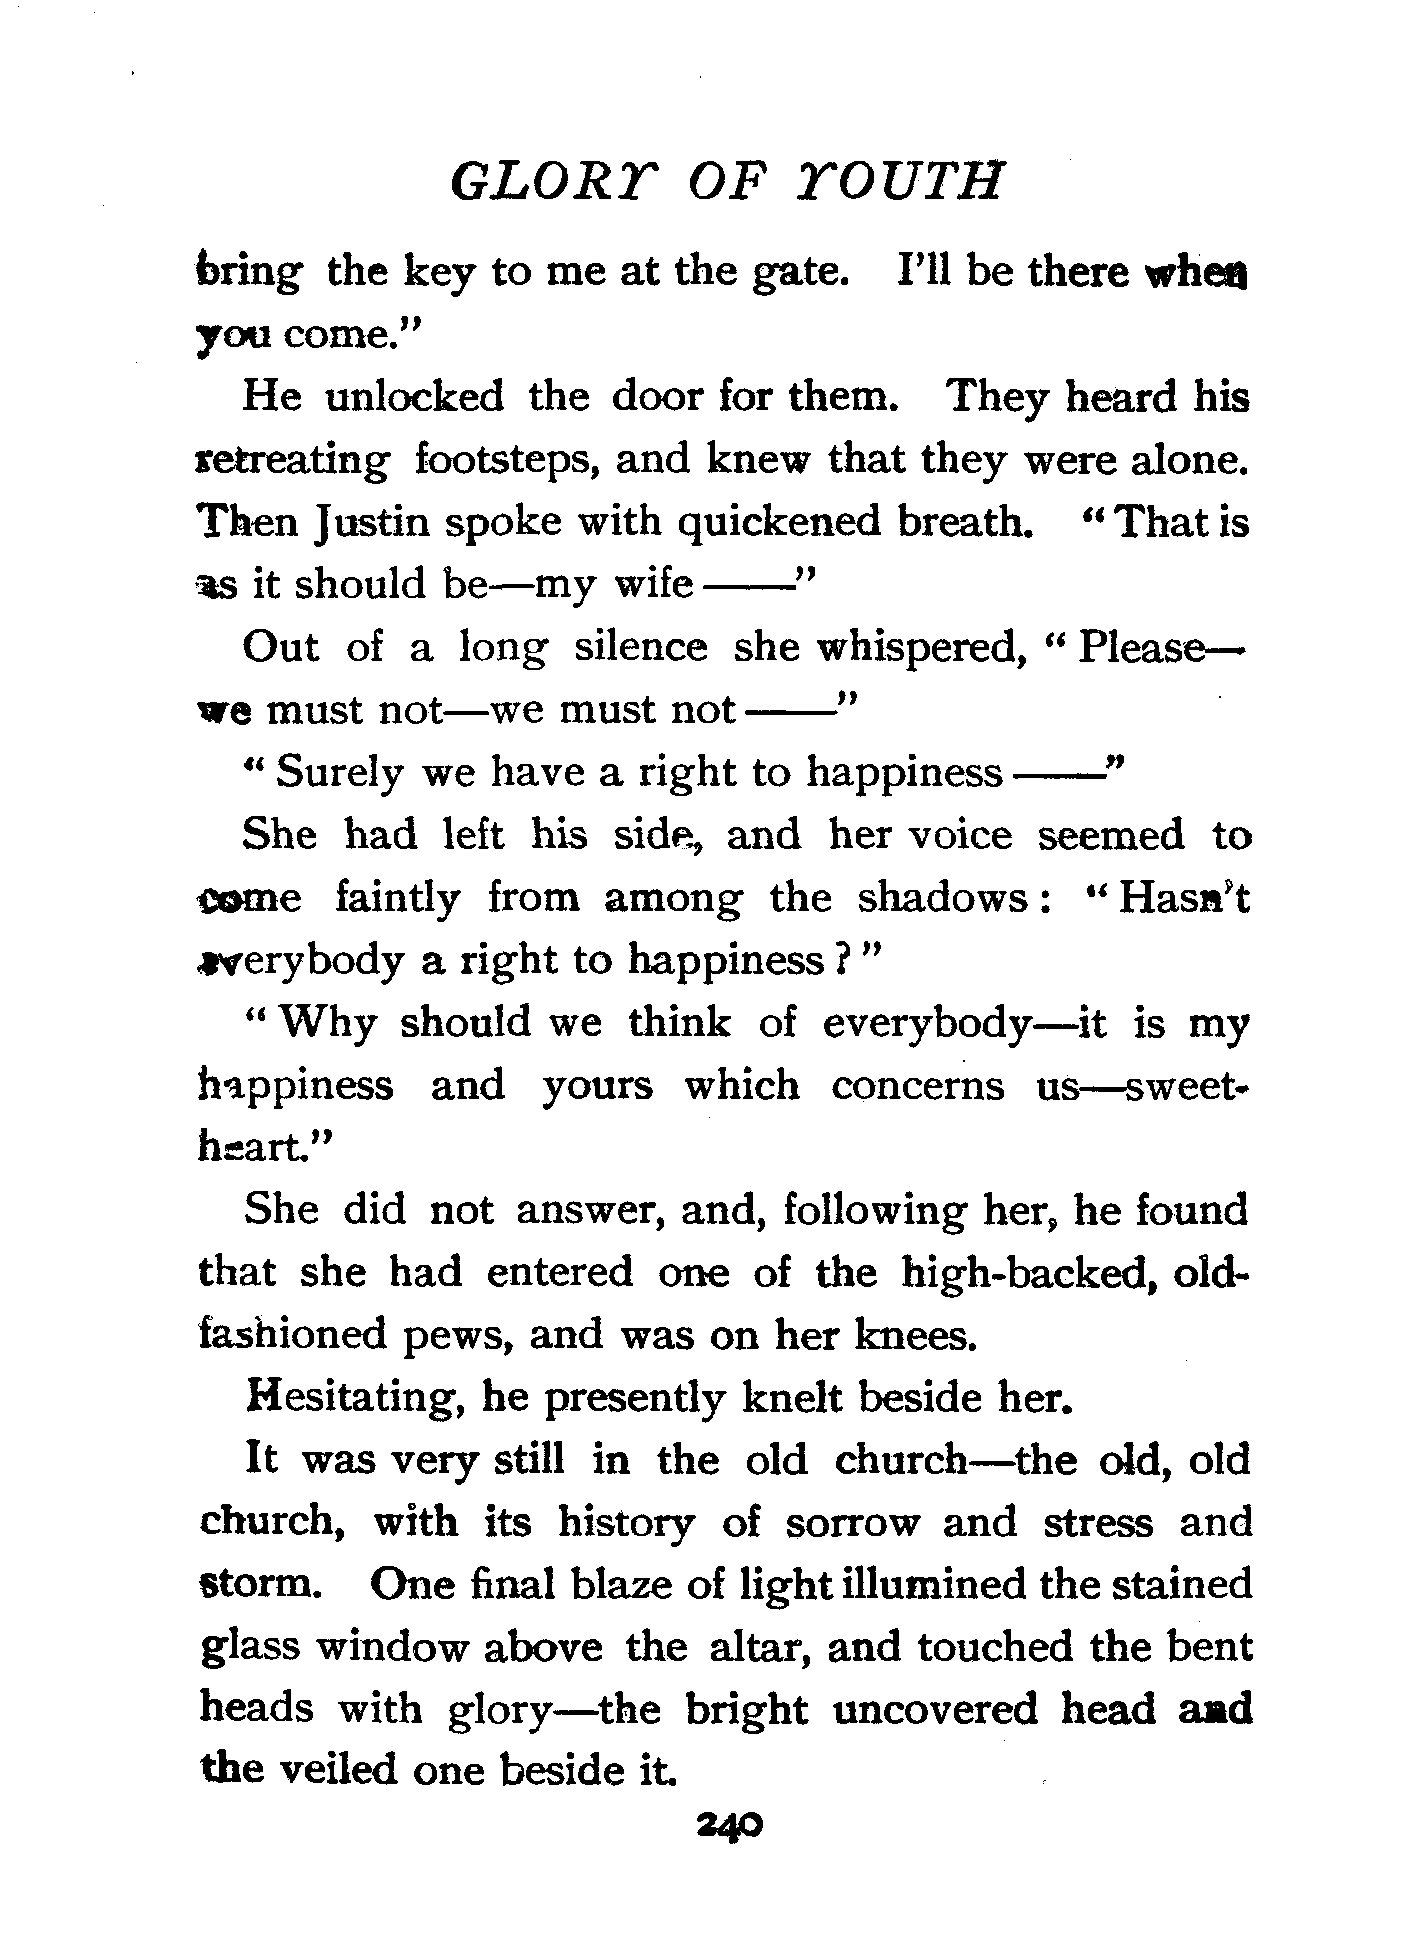 GLORY OF YOUTH
bring the key to me at the gate. I'll be there when
you come."
He unlocked the door for them. They heard his
retreating footsteps, and knew that they were alone.
Then Justin spoke with quickened breath. "That is
as it should be—my wife ——"
Out of a long silence she whispered, "Please—
we must not—we must not ——"
"Surely we have a right to happiness ——"
She had left his side, and her voice seemed to
come faintly from among the shadows: "Hasn't
everybody a right to happiness?"
"Why should we think of everybody—it is my
happiness and yours which concerns us—sweet-
heart."
She did not answer, and, following her, he found
that she had entered one of the high-backed, old-
fashioned pews, and was on her knees.
Hesitating, he presently knelt beside her.
It was very still in the old church—the old, old
church, with its history of sorrow and stress and
storm. One final blaze of light illumined the stained
glass window above the altar, and touched the bent
heads with glory—the bright uncovered head and
the veiled one beside it.
240